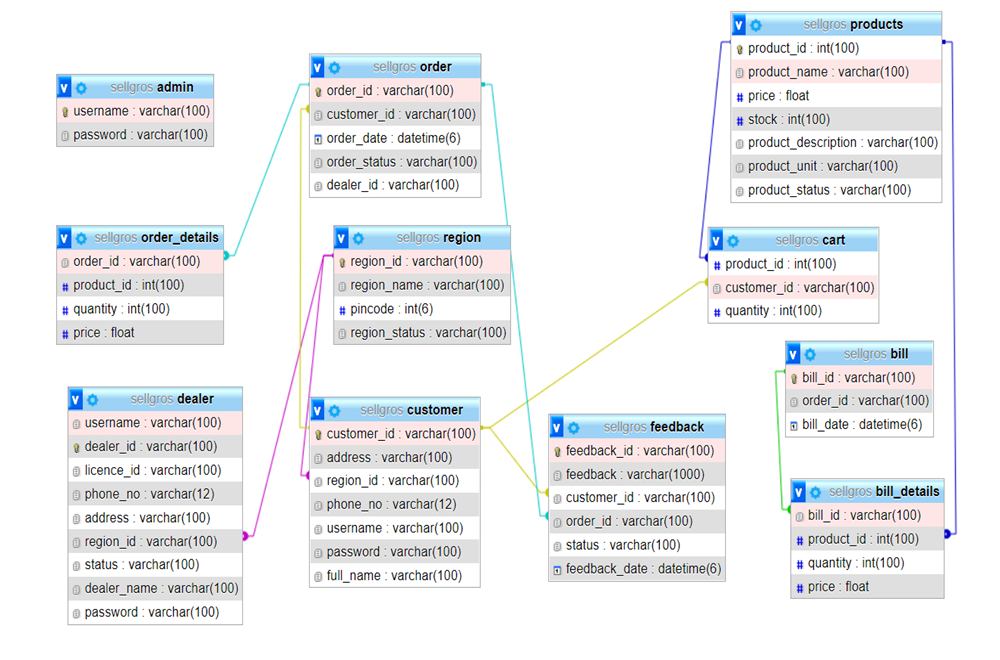 v sellgros admin
username : varchar(100)
password : varchar(100)
v sellgros order
order_id : varchar(100)
customer_id : varchar(100)
order_date : datetime(6)
order_status : varchar(100)
dealer_id : varchar(100)
v sellgros products
product_id : int(100)
product_name : varchar(100)
# price : float
# stock : int(100)
product_description : varchar(100)
product_unit : varchar(100)
product_status : varchar(100)
v sellgros order_details
order_id : varchar(100)
# product_id : int(100)
# quantity : int(100)
# price : float
v sellgros region
region_id : varchar(100)
region_name : varchar(100)
# pincode : int(6)
region_status : varchar(100)
v sellgros cart
# product_id : int(100)
customer_id : varchar(100)
# quantity : int(100)
v sellgros bill
bill_id : varchar(100)
order_id : varchar(100)
bill_date : datetime(6)
v sellgros dealer
username : varchar(100)
dealer_id : varchar(100)
licence_id : varchar(100)
phone_no : varchar(12)
address : varchar(100)
region_id : varchar(100)
status : varchar(100)
dealer_name : varchar(100)
password : varchar(100)
v sellgros customer
customer_id : varchar(100)
address : varchar(100)
region_id : varchar(100)
phone_no : varchar(12)
username : varchar(100)
password : varchar(100)
full_name : varchar(100)
v sellgros feedback
feedback_id : varchar(100)
feedback : varchar(1000)
customer_id : varchar(100)
order_id : varchar(100)
status : varchar(100)
feedback_date : datetime(6)
v sellgros bill_details
bill_id : varchar(100)
# product_id : int(100)
# quantity : int(100)
# price : float